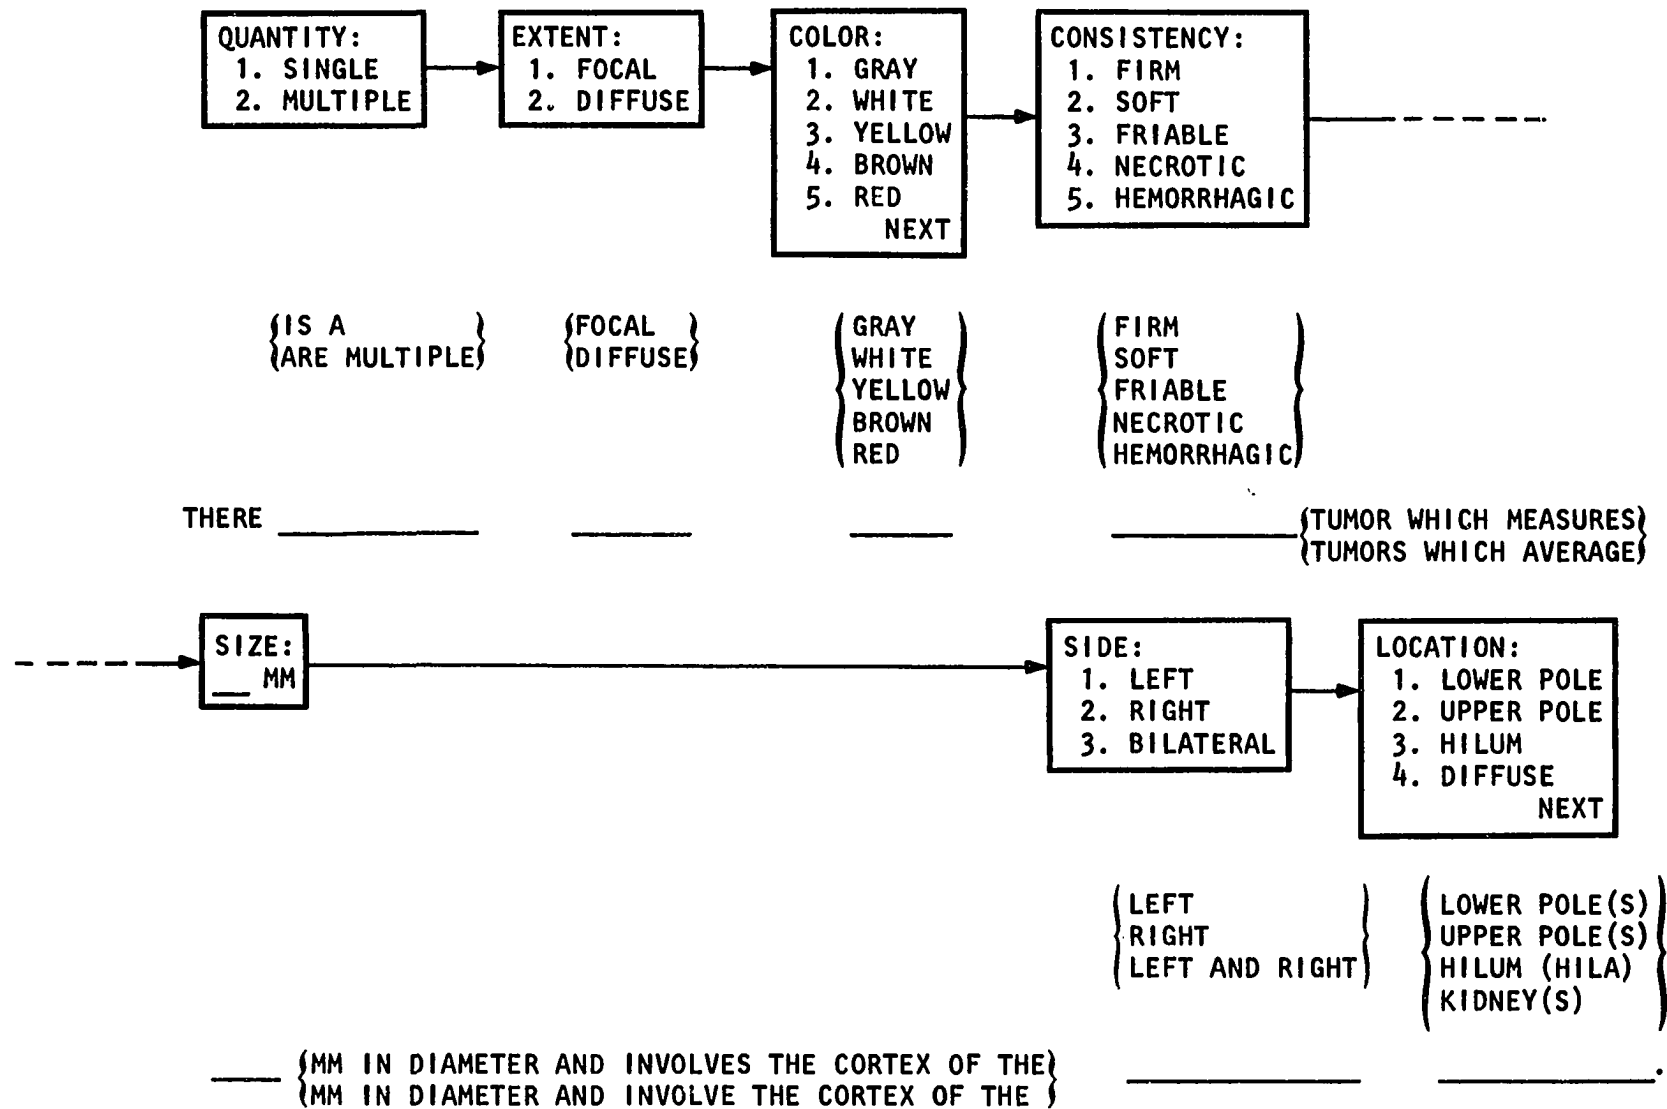 QUANTITY:
1. SINGLE
2. MULTIPLE
EXTENT:
1. FOCAL
2. DIFFUSE
COLOR:
1. GRAY
2. WHITE
3. YELLOW
4. BROWN
5. RED
NEXT
CONSISTENCY:
1. FIRM
2. SOFT
3. FRIABLE
4. NECROTIC
5. HEMORRHAGIC
IS A
ARE MULTIPLE
FOCAL
DIFFUSE
GRAY
WHITE
YELLOW
BROWN
RED
FIRM
SOFT
FRIABLE
NECROTIC
HEMORRHAGIC
THERE
TUMOR WHICH MEASURES
TUMORS WHICH AVERAGE
SIZE:
__ MM
SIDE:
1. LEFT
2. RIGHT
3. BILATERAL
LOCATION:
1. LOWER POLE
2. UPPER POLE
3. HILUM
4. DIFFUSE
NEXT
LEFT
RIGHT
LEFT AND RIGHT
LOWER POLE(S)
UPPER POLE(S)
HILUM (HILA)
KIDNEY(S)
MM IN DIAMETER AND INVOLVES THE CORTEX OF THE
MM IN DIAMETER AND INVOLVE THE CORTEX OF THE
.